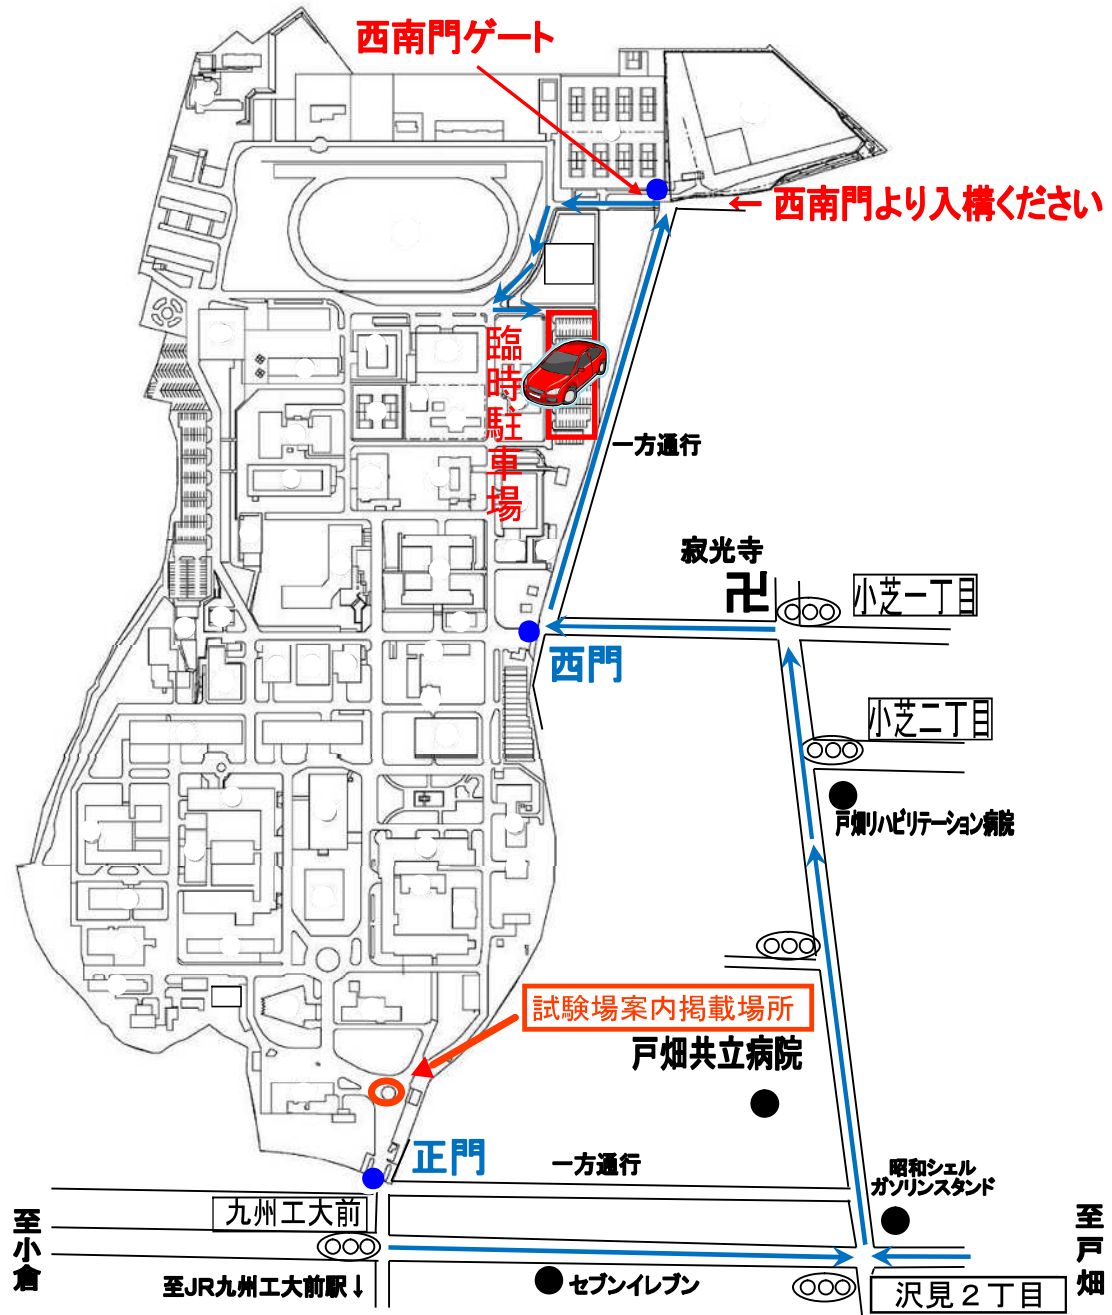 西南門ゲート
← 西南門より入構ください
臨時駐車場
一方通行
寂光寺
卍
小芝一丁目
西門
小芝二丁目
戸畑リハビリテーション病院
試験場案内掲載場所
戸畑共立病院
正門
一方通行
昭和シェル
ガソリンスタンド
九州工大前
至小倉
至戸畑
至JR九州工大前駅↓
セブンイレブン
沢見2丁目